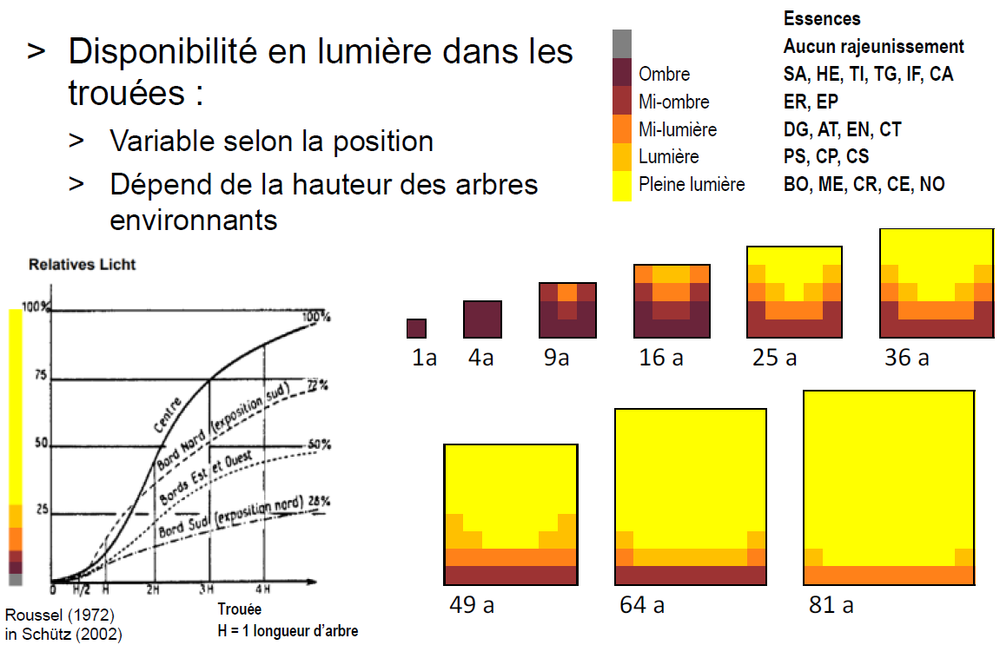 > Disponibilité en lumière dans les
trouées :
> Variable selon la position
> Dépend de la hauteur des arbres
environnants
Essences
Aucun rajeunissement
Ombre SA, HE, TI, TG, IF, CA
Mi-ombre ER, EP
Mi-lumière DG, AT, EN, CT
Lumière PS, CP, CS
Pleine lumière BO, ME, CR, CE, NO
Relatives Licht
100%
75
50
25
100%
72%
50%
28%
Centre
Bord Nord (exposition sud)
Bords Est et Ouest
Bord Sud (exposition nord)
0 H/2 H 2H 3H 4H
Trouée
H = 1 longueur d’arbre
Roussel (1972)
in Schütz (2002)
1a 4a 9a 16 a 25 a 36 a
49 a 64 a 81 a